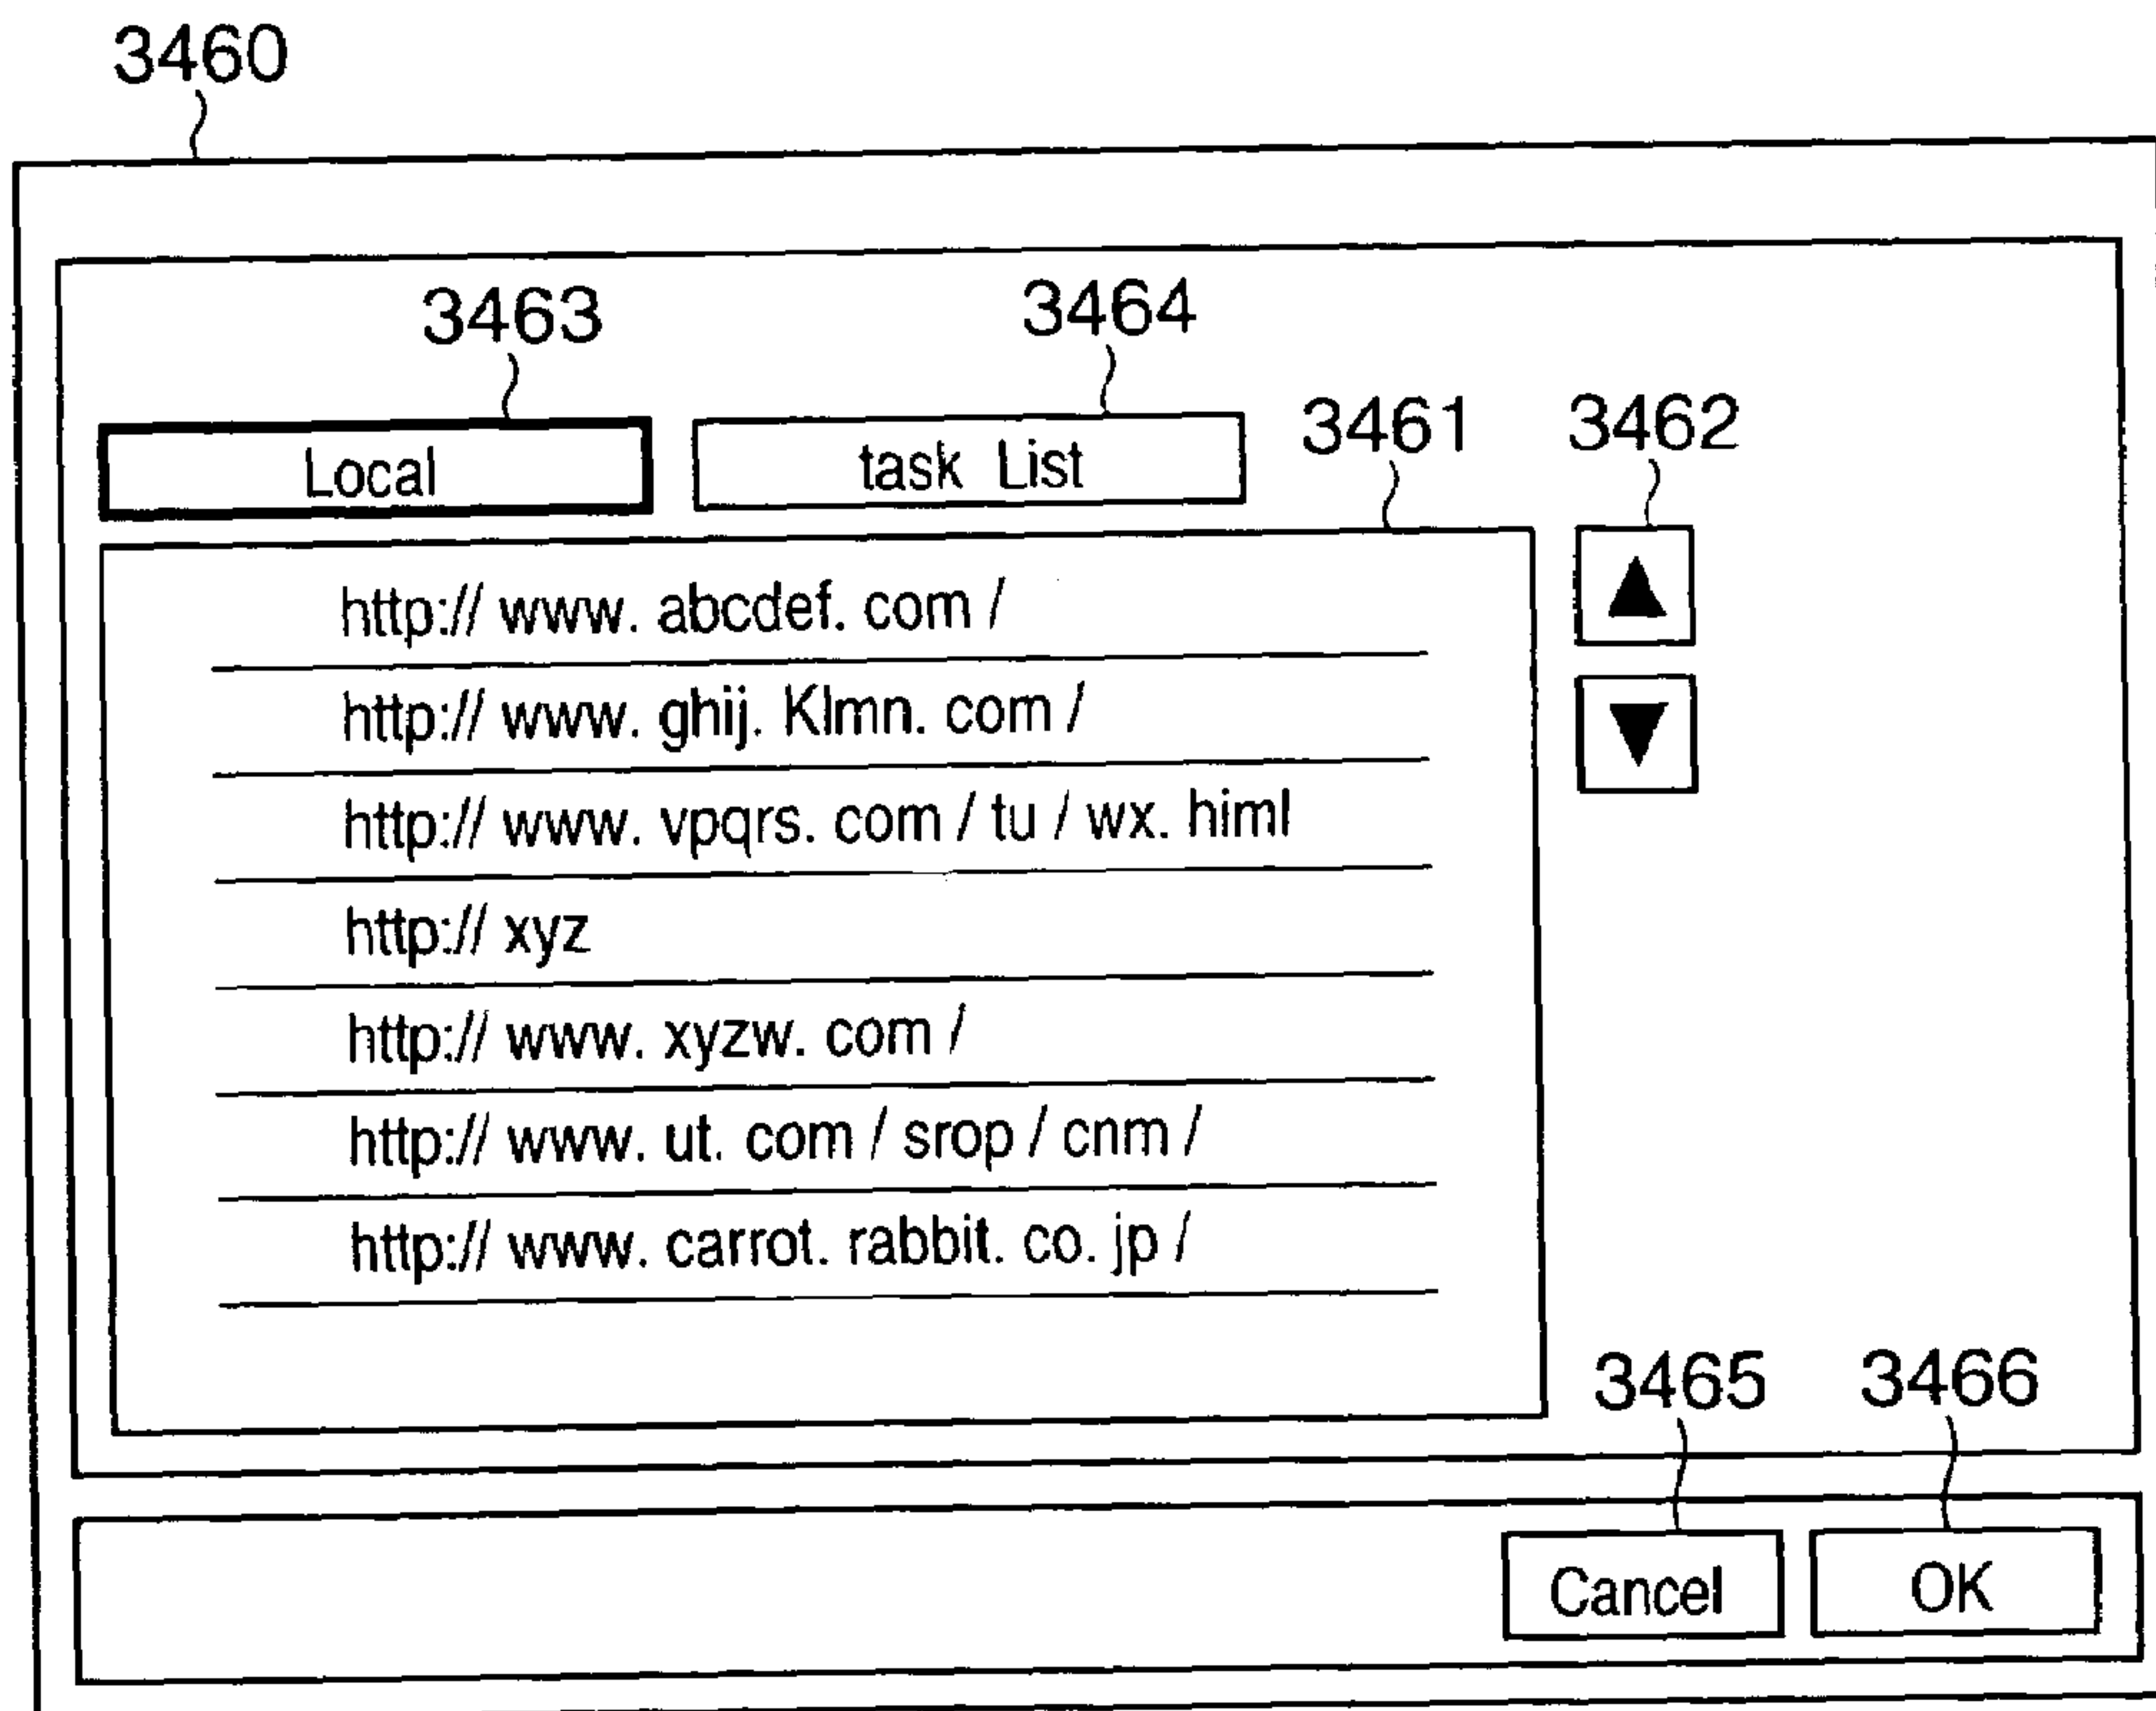 3460
3463 3464
3461 3462
Local task List
http:// www. abcdef. com /
http:// www. ghij. Klmn. com /
http:// www. vpqrs. com / tu / wx. himl
http:// xyz
http:// www. xyzw. com /
http:// www. ut. com / srop / cnm /
http:// www. carrot. rabbit. co. jp /
3465 3466
Cancel OK